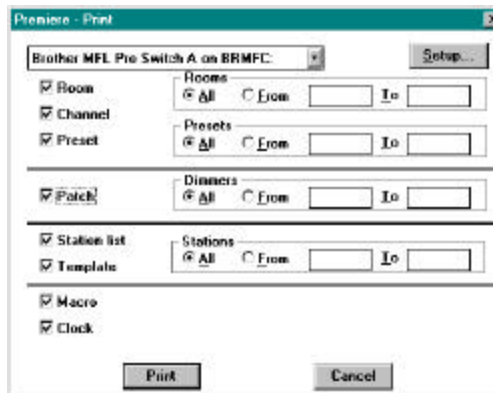 Premiere - Print
Brother MFL Pro Switch A on BRMFC:
Setup...
Room
Channel
Preset
Rooms
All From To
Presets
All From To
Patch
Dimmers
All From To
Station list
Template
Stations
All From To
Macro
Clock
Print Cancel